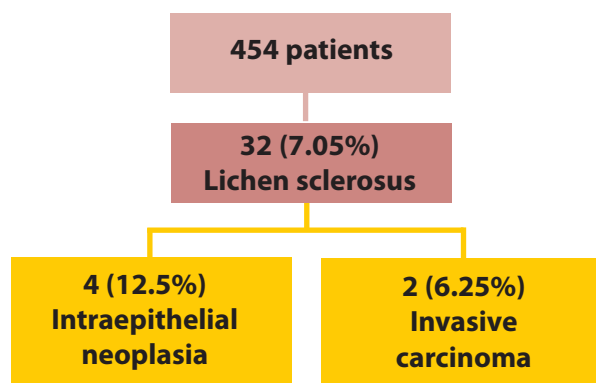 454 patients
32 (7.05%)
Lichen sclerosus
4 (12.5%)
Intraepithelial
neoplasia
2 (6.25%)
Invasive
carcinoma